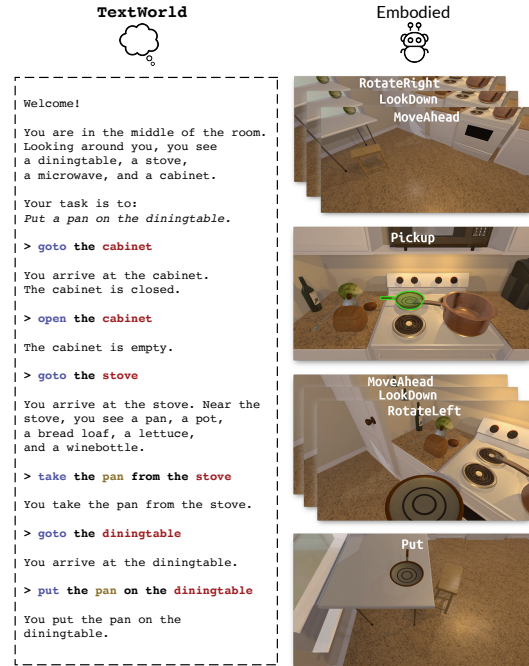 TextWorld
Embodied
Welcome!
You are in the middle of the room.
Looking around you, you see
a diningtable, a stove,
a microwave, and a cabinet.
Your task is to:
Put a pan on the diningtable.
> goto the cabinet
You arrive at the cabinet.
The cabinet is closed.
> open the cabinet
The cabinet is empty.
> goto the stove
You arrive at the stove. Near the
stove, you see a pan, a pot,
a bread loaf, a lettuce,
and a winebottle.
> take the pan from the stove
You take the pan from the stove.
> goto the diningtable
You arrive at the diningtable.
> put the pan on the diningtable
You put the pan on the
diningtable.
RotateRight
LookDown
MoveAhead
Pickup
MoveAhead
LookDown
RotateLeft
Put